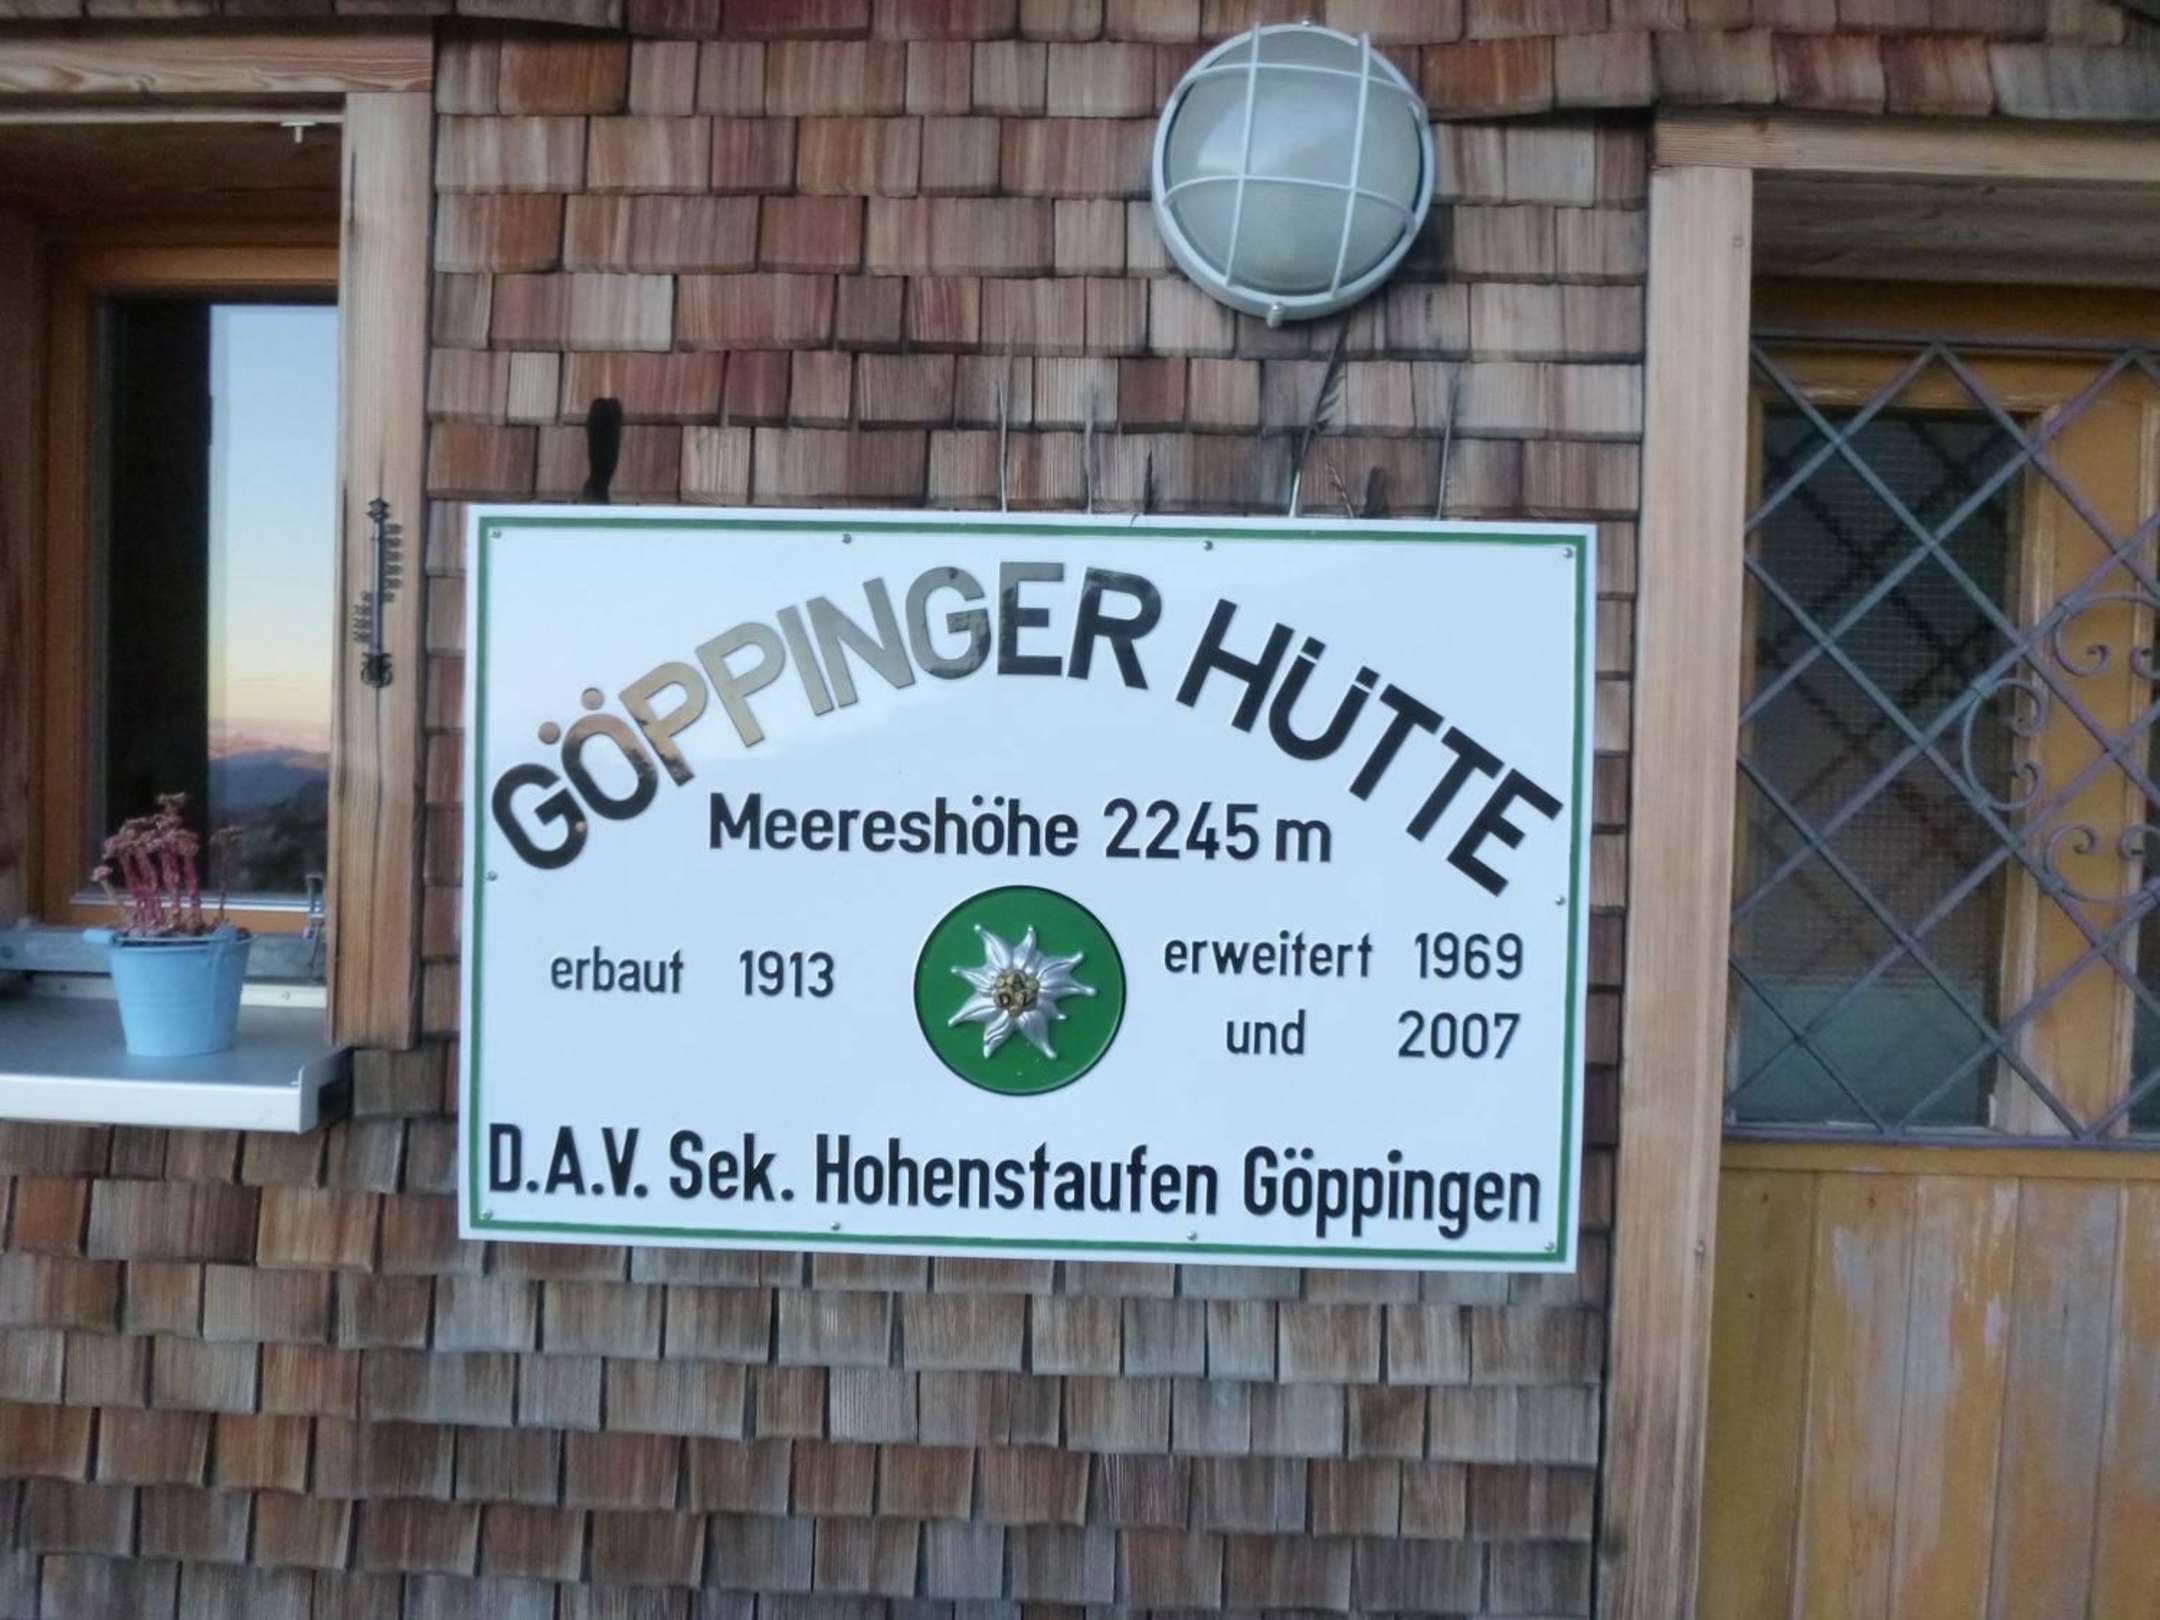 GÖPPINGER HÜTTE
Meereshöhe 2245 m
erbaut 1913
erweitert 1969
und 2007
D.A.V. Sek. Hohenstaufen Göppingen